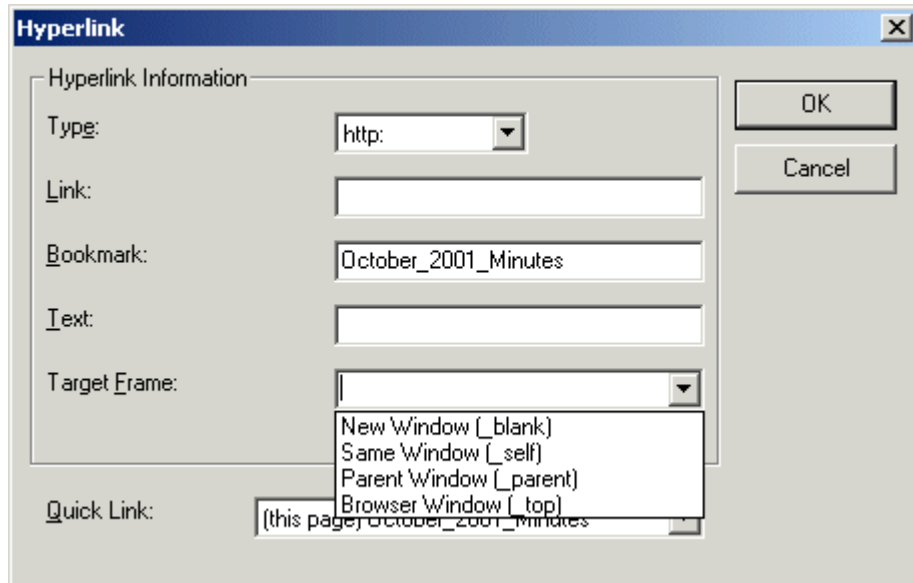 Hyperlink
Hyperlink Information
Type: http:
OK
Link:
Cancel
Bookmark: October_2001_Minutes
Text:
Target Frame:
New Window (_blank)
Same Window (_self)
Parent Window (_parent)
Browser Window (_top)
Quick Link: (this page) October_2001_Minutes